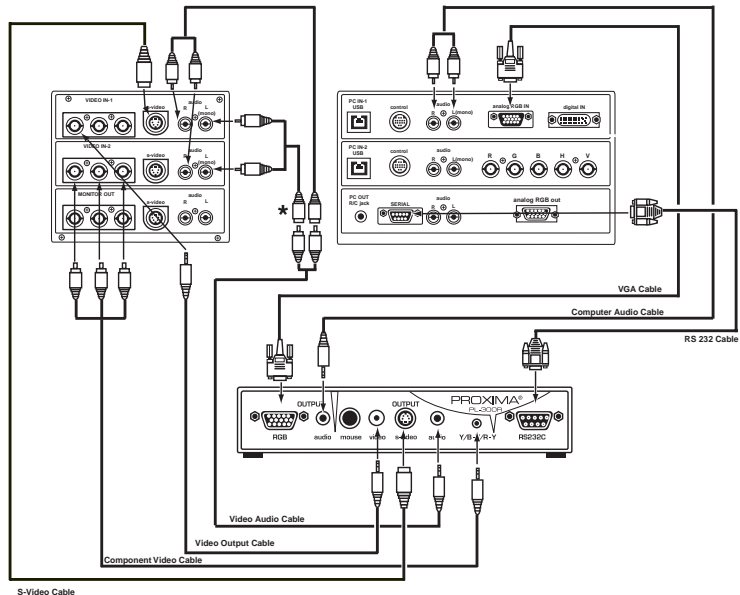 VIDEO IN-1
s-video
audio
R
L
(mono)
VIDEO IN-2
s-video
audio
R
L
(mono)
MONITOR OUT
s-video
audio
R
L
*
PC IN-1
USB
control
audio
R
L(mono)
analog RGB IN
digital IN
PC IN-2
USB
control
audio
R
L(mono)
R
G
B
H
V
PC OUT
R/C jack
SERIAL
audio
R
L
analog RGB out
VGA Cable
Computer Audio Cable
RS 232 Cable
OUTPUT
OUTPUT
PROXIMA®
PL-300R
RGB
audio
mouse
video
s-video
audio
Y/B-Y/R-Y
RS232C
Video Audio Cable
Video Output Cable
Component Video Cable
S-Video Cable